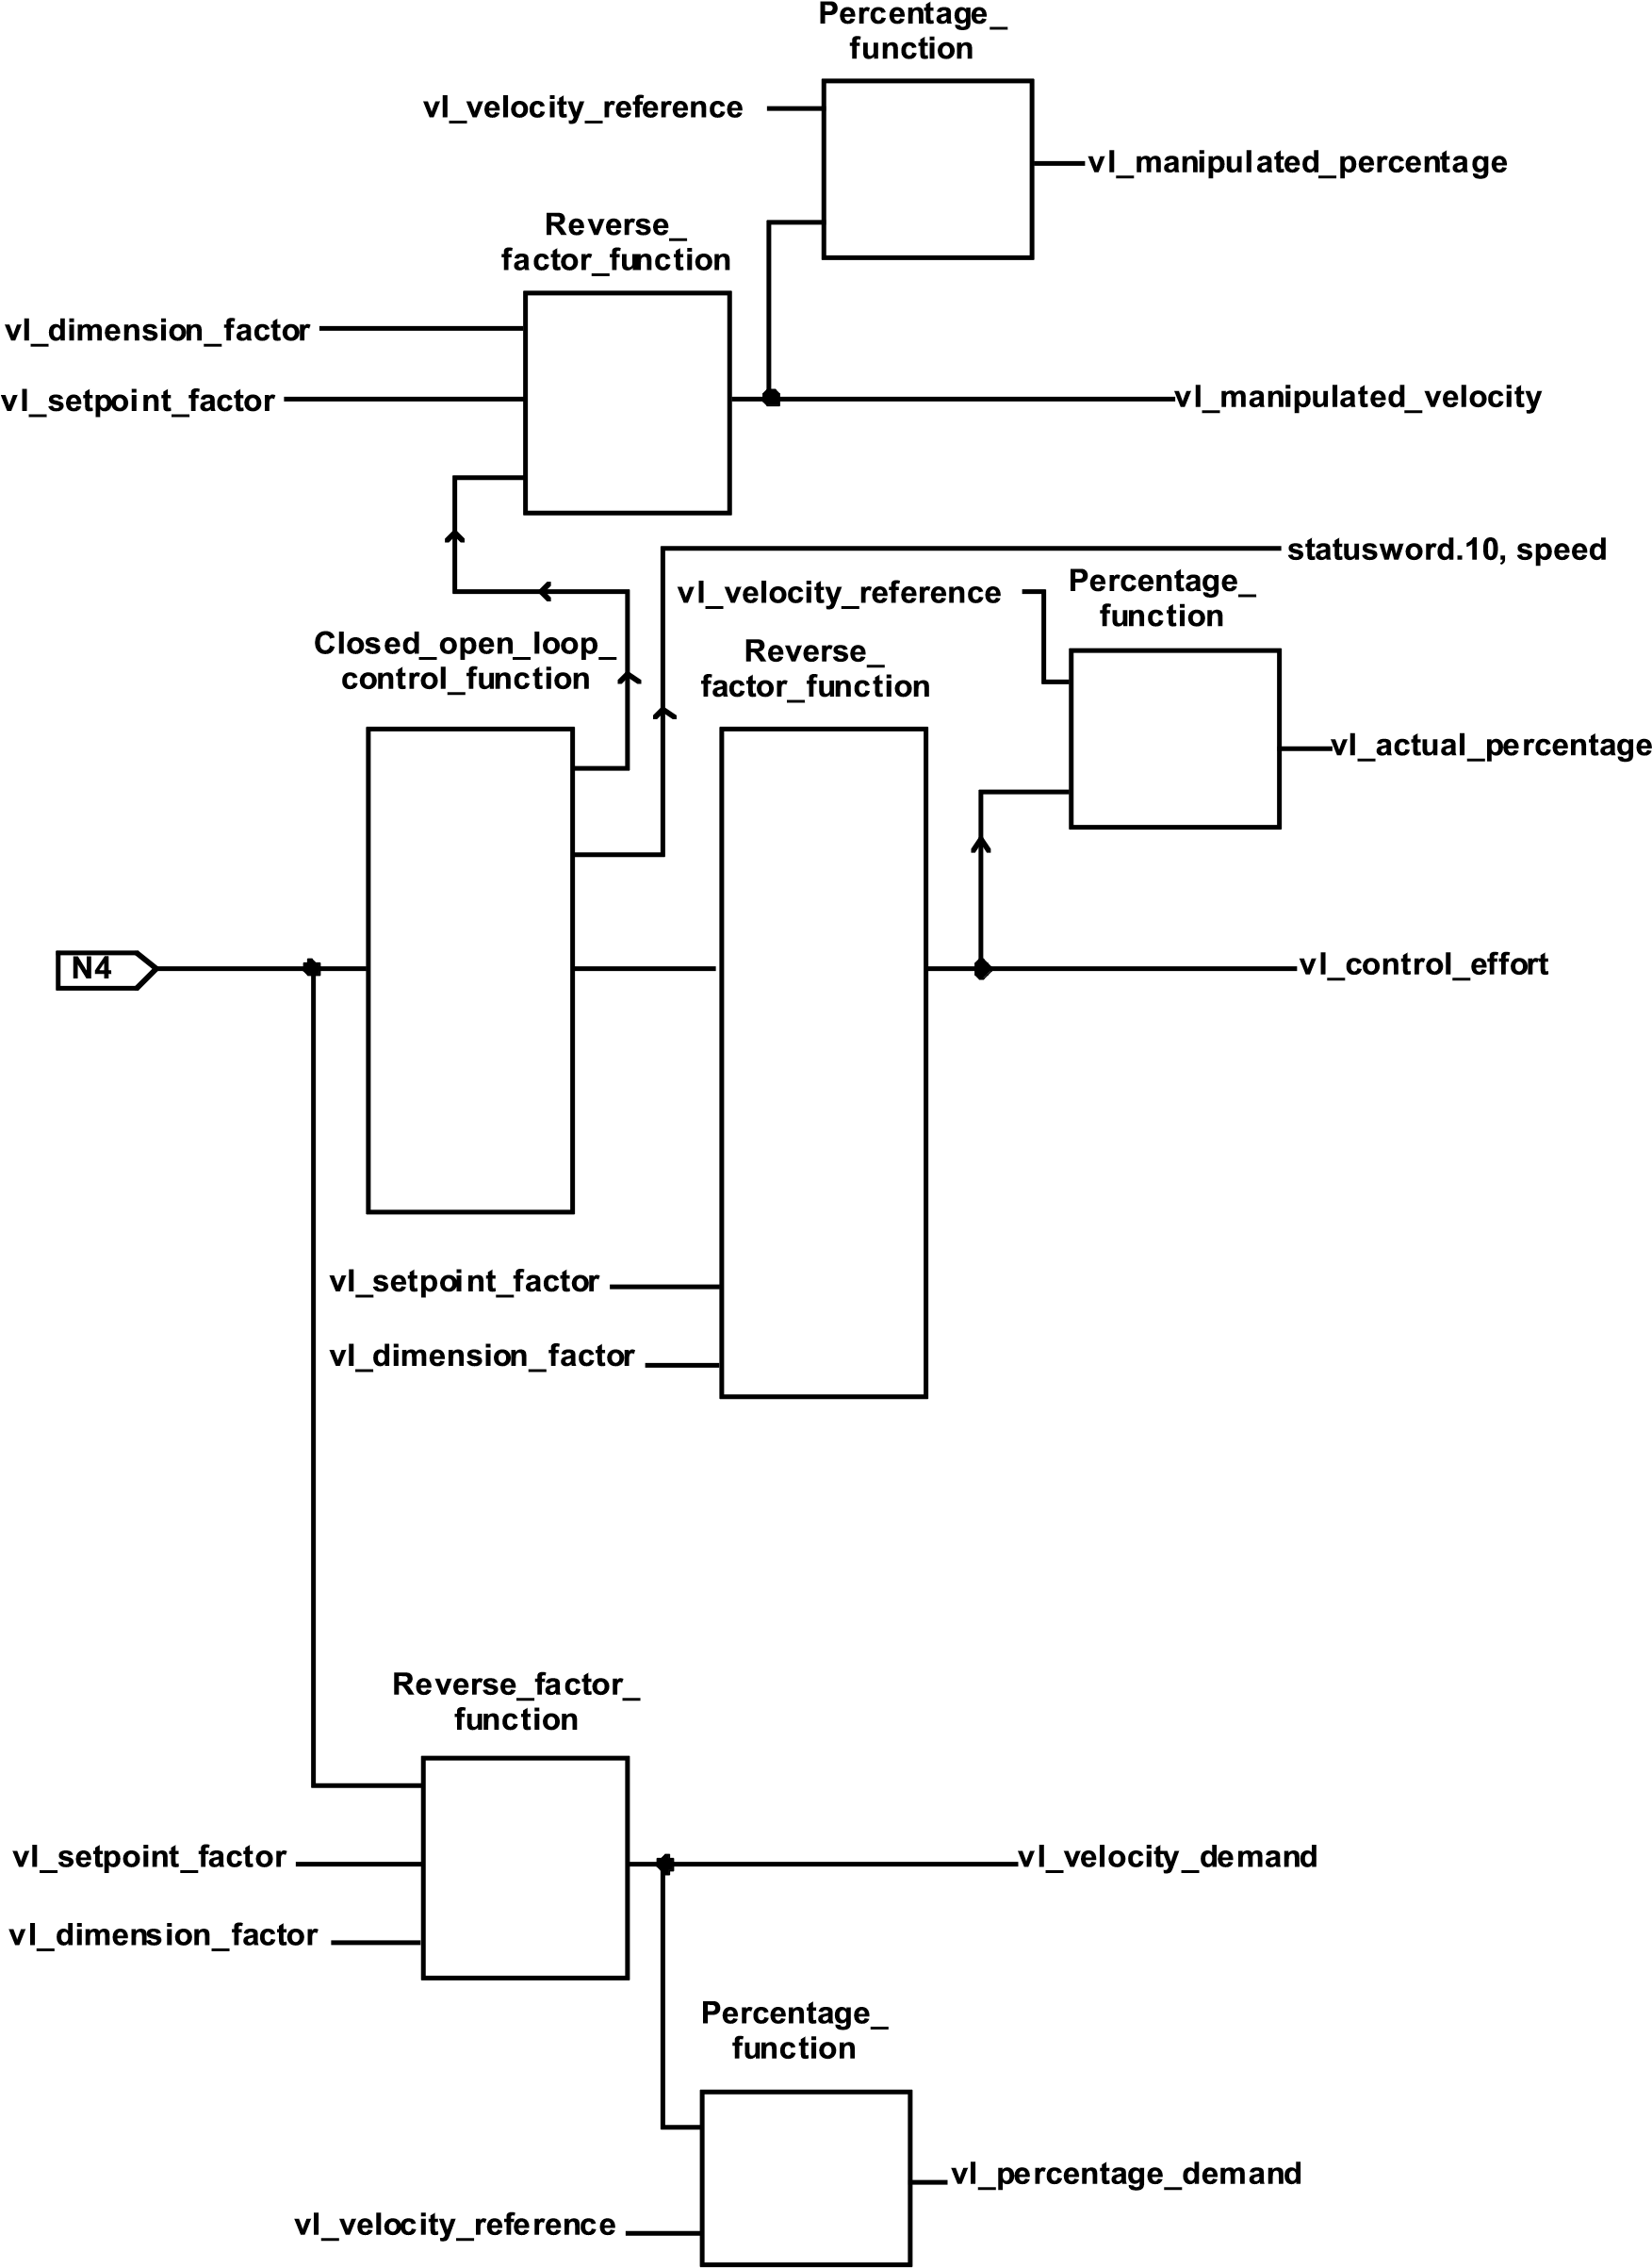 Percentage_
function
vl_velocity_reference
vl_manipulated_percentage
Reverse_
factor_function
vl_dimension_factor
vl_setpoint_factor
vl_manipulated_velocity
statusword.10, speed
vl_velocity_reference
Percentage_
function
Closed_open_loop_
control_function
Reverse_
factor_function
vl_actual_percentage
N4
vl_control_effort
vl_setpoint_factor
vl_dimension_factor
Reverse_factor_
function
vl_setpoint_factor
vl_velocity_demand
vl_dimension_factor
Percentage_
function
vl_percentage_demand
vl_velocity_reference